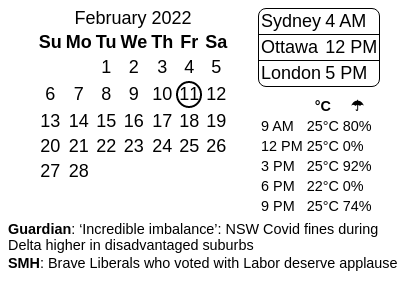 February 2022
Su Mo Tu We Th Fr Sa
1 2 3 4 5
6 7 8 9 10 11 12
13 14 15 16 17 18 19
20 21 22 23 24 25 26
27 28
Sydney 4 AM
Ottawa 12 PM
London 5 PM
°C ☂
9 AM 25°C 80%
12 PM 25°C 0%
3 PM 25°C 92%
6 PM 22°C 0%
9 PM 25°C 74%
Guardian: ‘Incredible imbalance’: NSW Covid fines during
Delta higher in disadvantaged suburbs
SMH: Brave Liberals who voted with Labor deserve applause